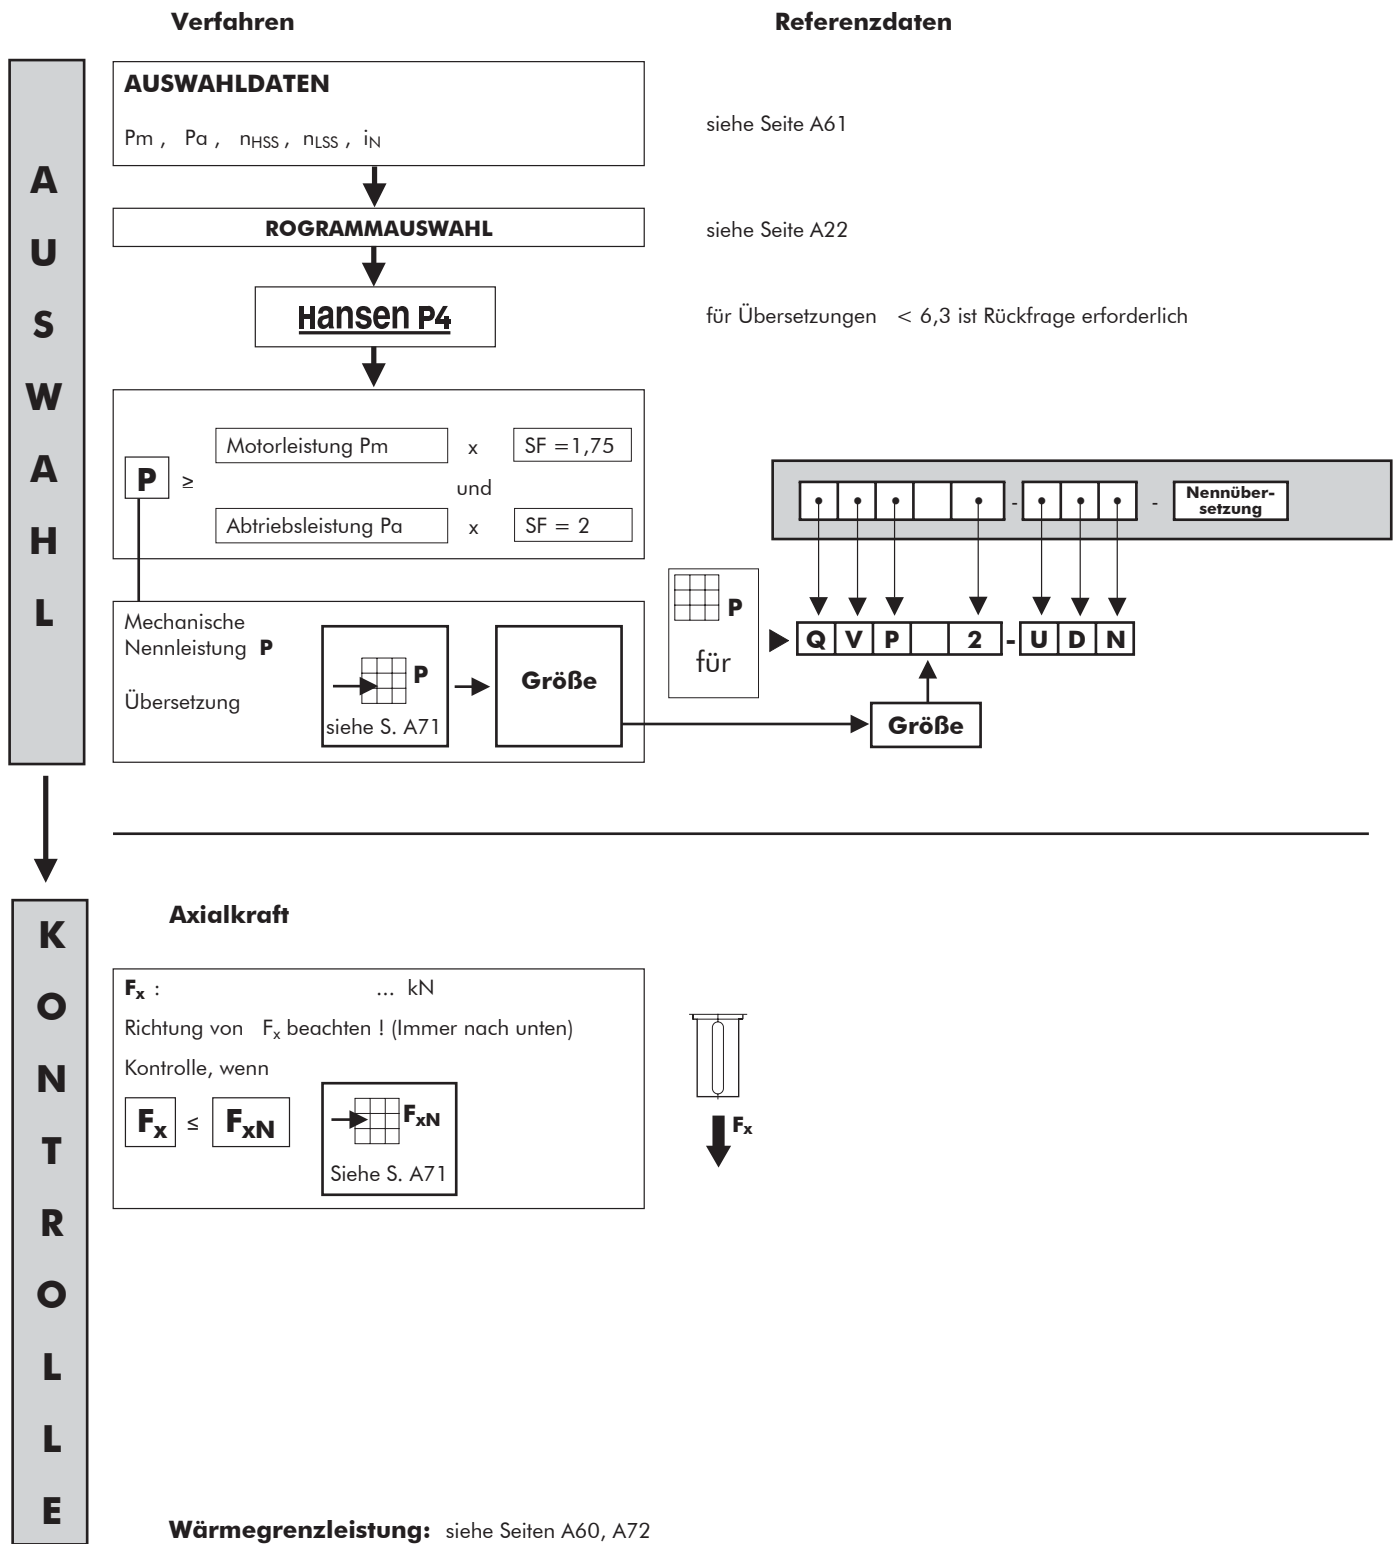 Verfahren
Referenzdaten
AUSWAHL
AUSWAHLDATEN
Pm , Pa , nHSS , nLSS , iN
siehe Seite A61
ROGRAMMAUSWAHL
siehe Seite A22
Hansen P4
für Übersetzungen < 6,3 ist Rückfrage erforderlich
Motorleistung Pm x SF =1,75
P ≥
und
Abtriebsleistung Pa x SF = 2
- - Nennüber-
setzung
Mechanische
Nennleistung P
Übersetzung
P
siehe S. A71
Größe
P
für
Q V P 2 - U D N
Größe
KONTROLLE
Axialkraft
Fx : ... kN
Richtung von Fx beachten ! (Immer nach unten)
Kontrolle, wenn
Fx ≤ FxN
FxN
Siehe S. A71
Fx
Wärmegrenzleistung: siehe Seiten A60, A72